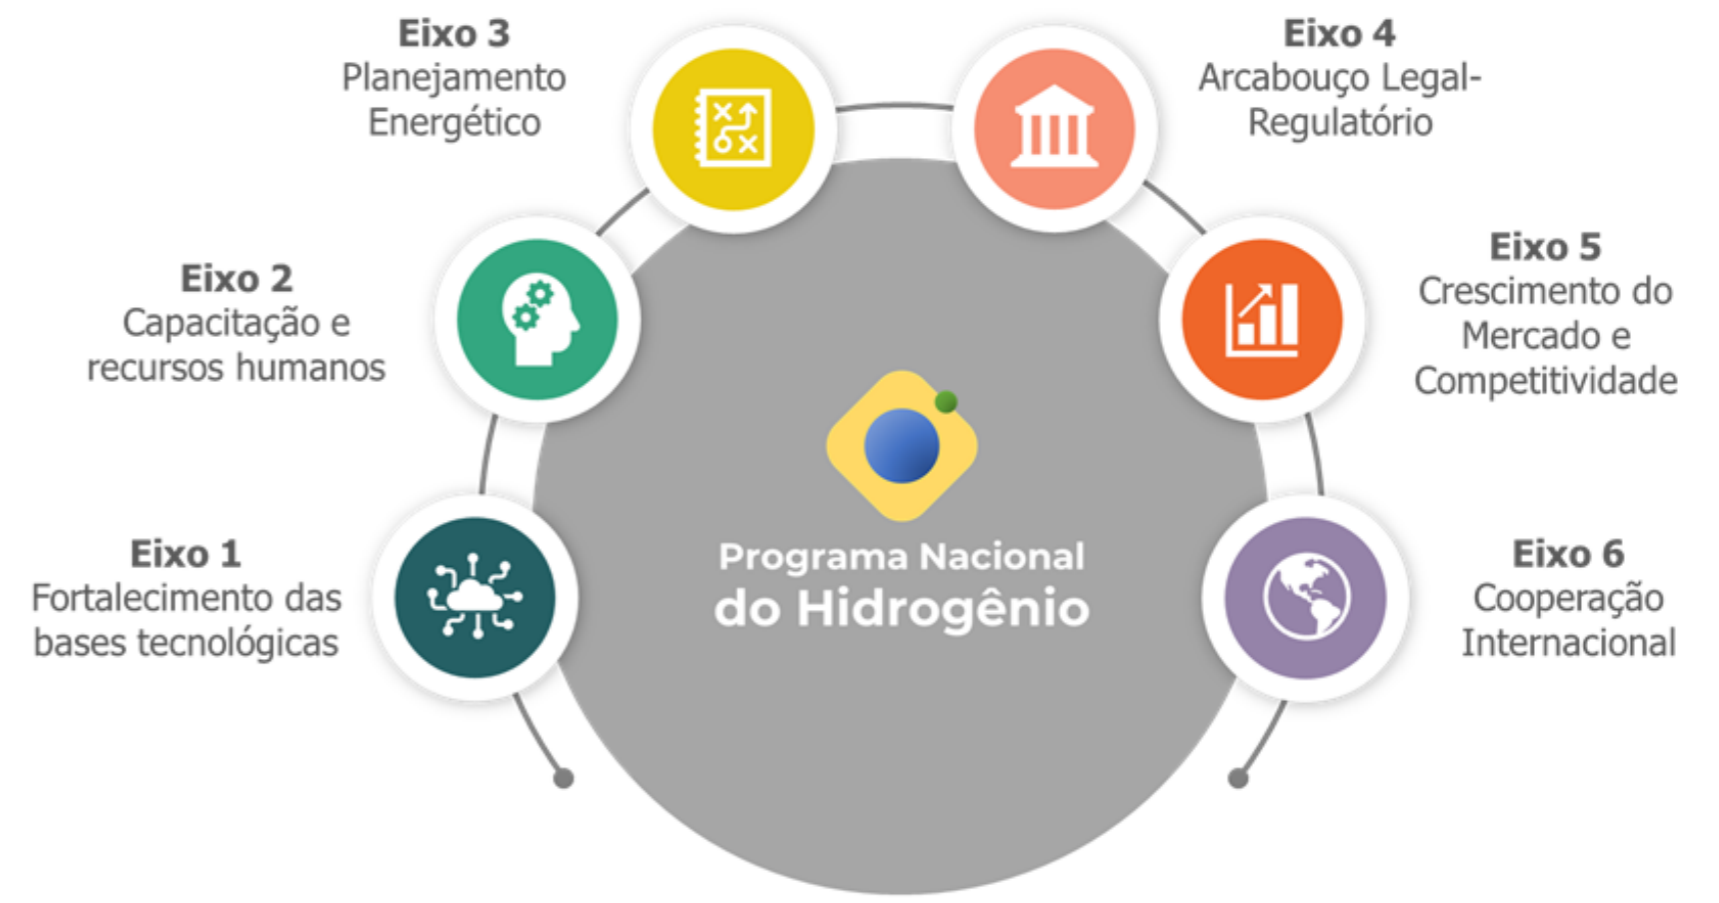 Eixo 1
Fortalecimento das
bases tecnológicas
Eixo 2
Capacitação e
recursos humanos
Eixo 3
Planejamento
Energético
Eixo 4
Arcabouço Legal-
Regulatório
Eixo 5
Crescimento do
Mercado e
Competitividade
Eixo 6
Cooperação
Internacional
Programa Nacional
do Hidrogênio